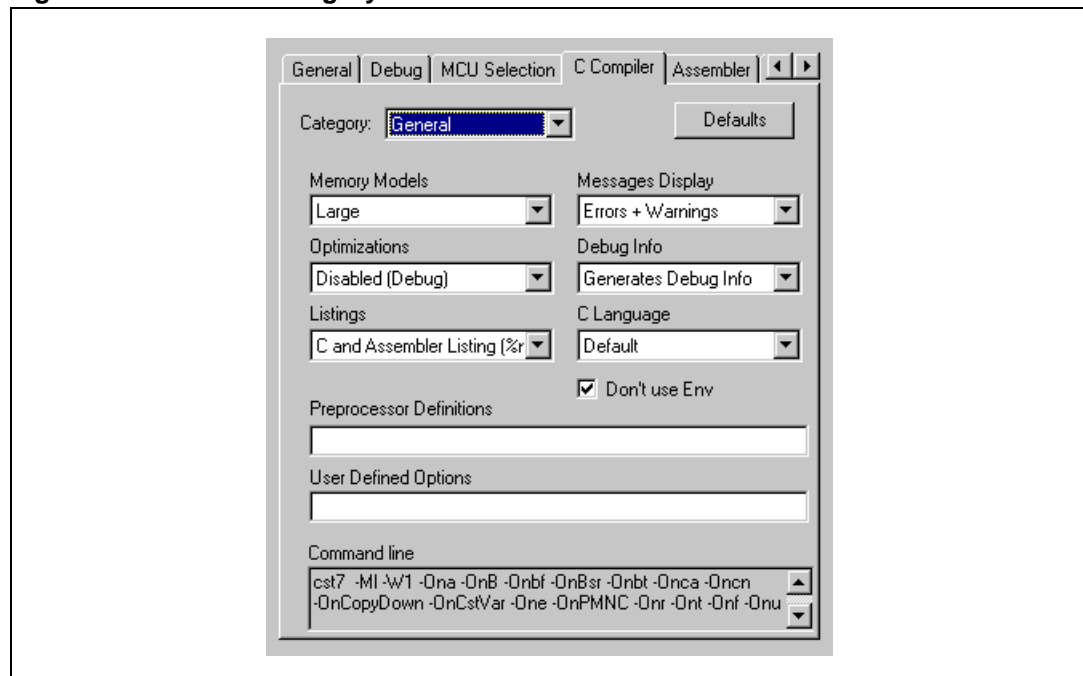 General Debug MCU Selection C Compiler Assembler
Category: General Defaults
Memory Models Messages Display
Large Errors + Warnings
Optimizations Debug Info
Disabled (Debug) Generates Debug Info
Listings C Language
C and Assembler Listing (%r Default
Don't use Env
Preprocessor Definitions
User Defined Options
Command line
cst7 -Ml -W1 -Ona -OnB -Onbf -OnBsr -Onbt -Onca -Oncn
-OnCopyDown -OnCstVar -One -OnPMNC -Onr -Ont -Onf -Onu